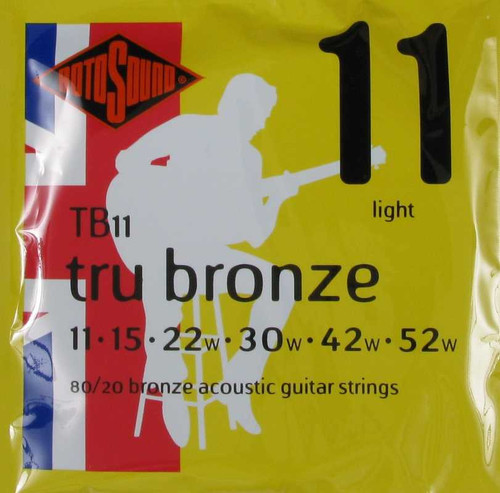 ROTOSOUND
11
light
TB11
tru bronze
11·15·22w·30w·42w·52w
80/20 bronze acoustic guitar strings